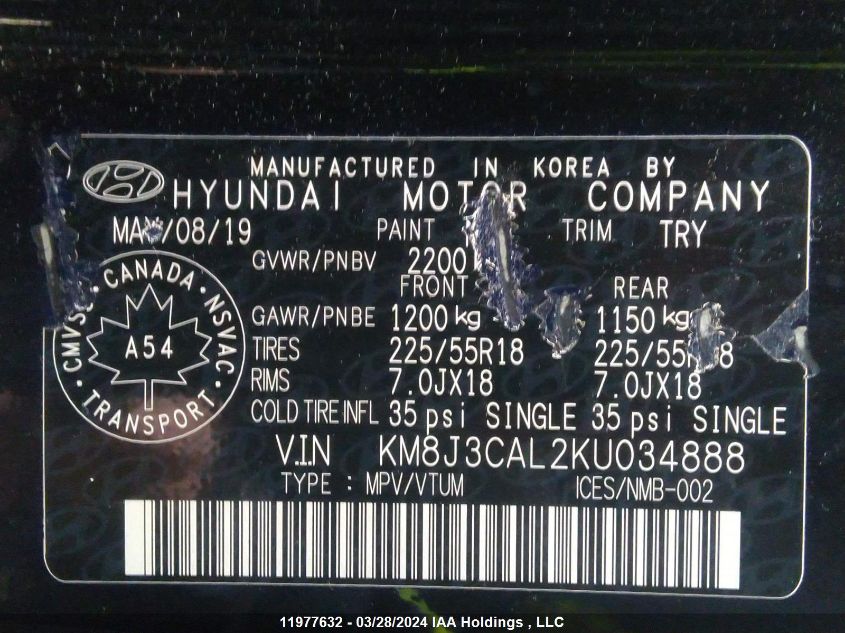 MANUFACTURED IN KOREA BY
HYUNDAI MOTOR COMPANY
/08/19 PAINT TRIM TRY
GVWR/PNBV 2200
FRONT REAR
GAWR/PNBE 1200 kg 1150 kg
TIRES 225/55R18 225/55R18
RIMS 7.0JX18 7.0JX18
COLD TIRE INFL 35 psi SINGLE 35 psi SINGLE
V.I.N KM8J3CAL2KU034888
TYPE : MPV/VTUM ICES/NMB-002
CANADA · NSVAC ·
A54
TRANSPORT
11977632 - 03/28/2024 IAA Holdings , LLC